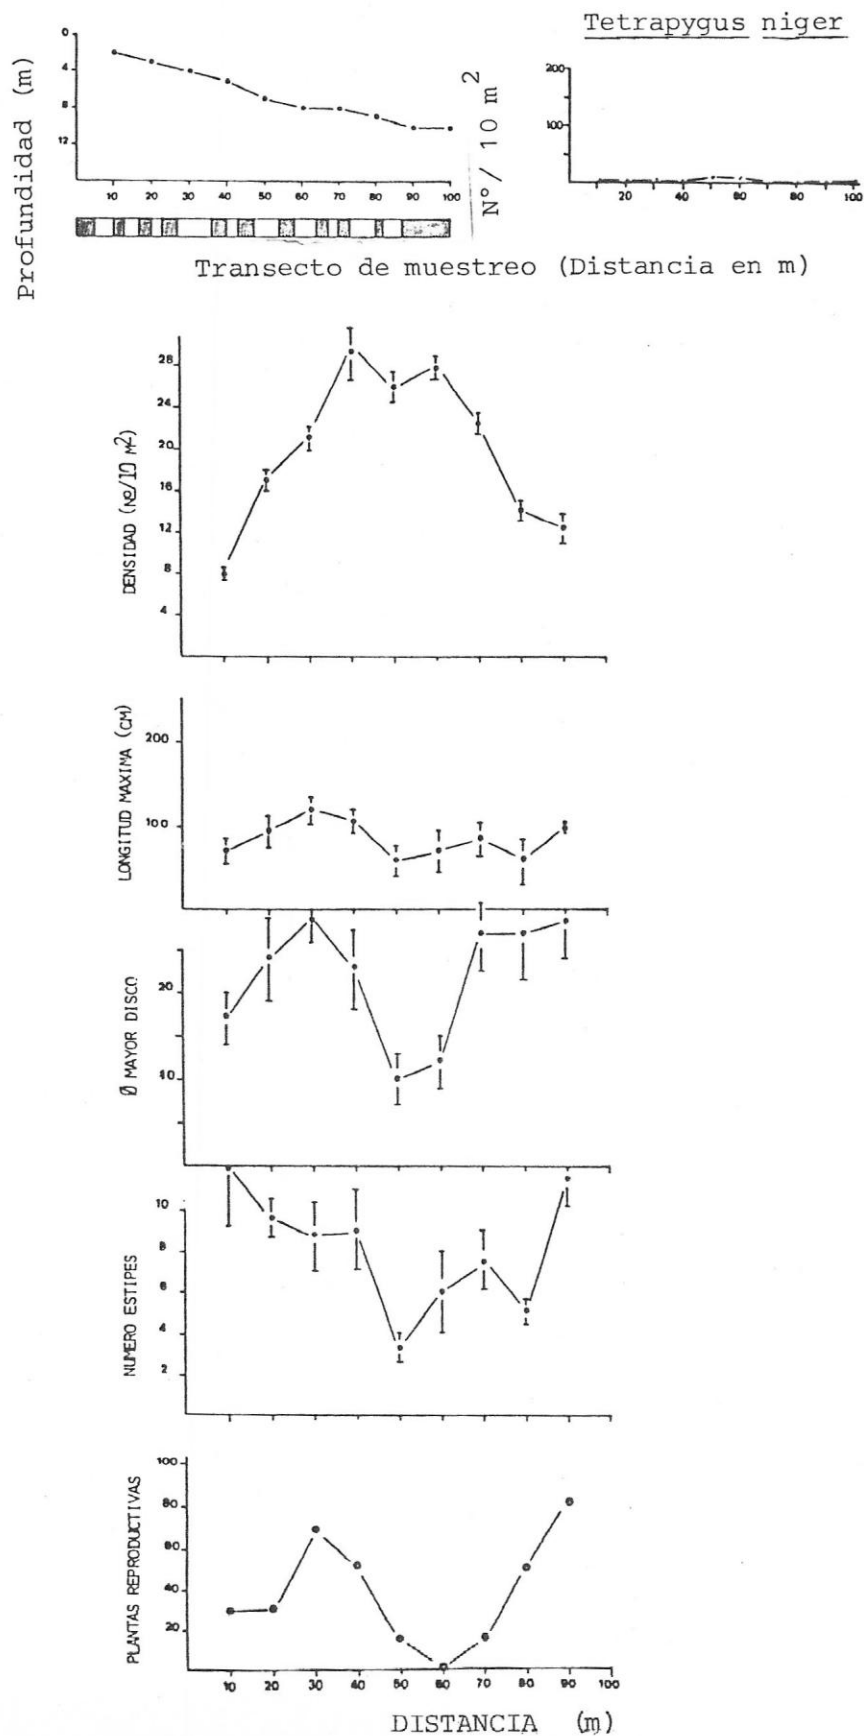 Tetrapygus niger
Profundidad (m)
0
4
8
12
10 20 30 40 50 60 70 80 90 100
N°/ 10 m²
200
100
20 40 60 80 100
Transecto de muestreo (Distancia en m)
DENSIDAD (Nº/10 M²)
28
24
20
16
12
8
4
LONGITUD MAXIMA (CM)
200
100
Ø MAYOR DISCO
20
10
NUMERO ESTIPES
10
8
6
4
2
PLANTAS REPRODUCTIVAS
100
80
60
40
20
10 20 30 40 50 60 70 80 90 100
DISTANCIA (m)